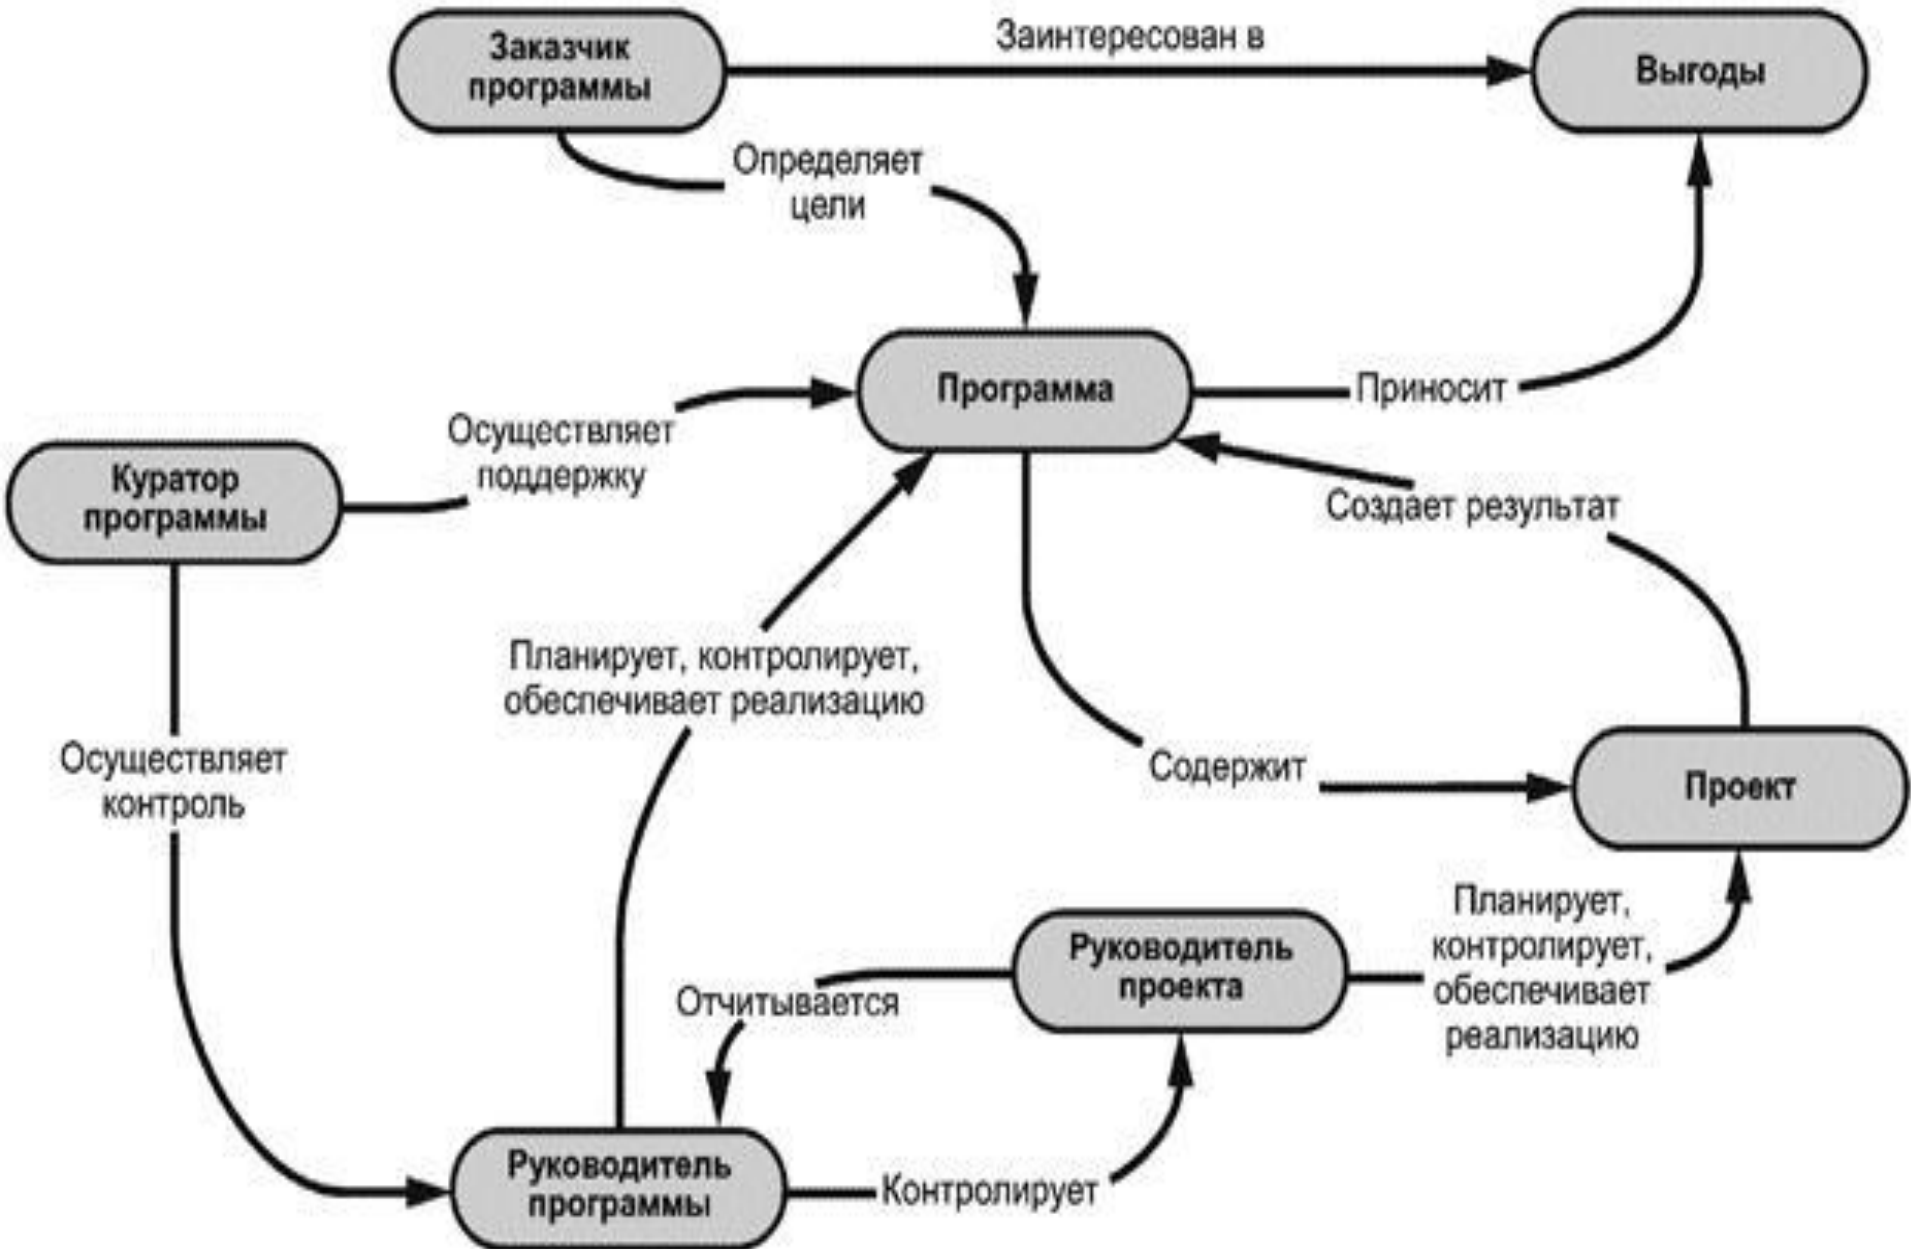 Заказчик
программы
Заинтересован в
Выгоды
Определяет
цели
Программа
Приносит
Осуществляет
поддержку
Куратор
программы
Создает результат
Планирует, контролирует,
обеспечивает реализацию
Осуществляет
контроль
Содержит
Проект
Планирует,
контролирует,
обеспечивает
реализацию
Руководитель
проекта
Отчитывается
Руководитель
программы
Контролирует